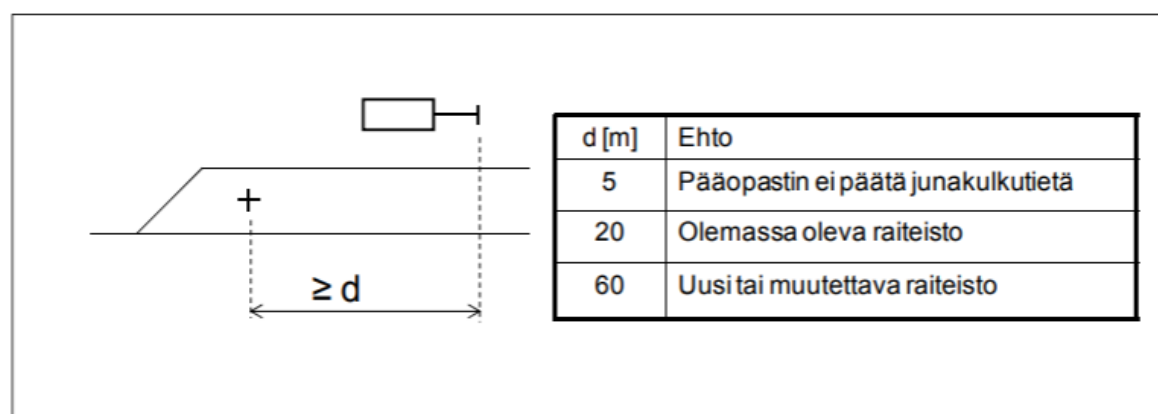 ≥ d
d [m] Ehto
5 Pääopastin ei päätä junakulkutietä
20 Olemassa oleva raiteisto
60 Uusi tai muutettava raiteisto